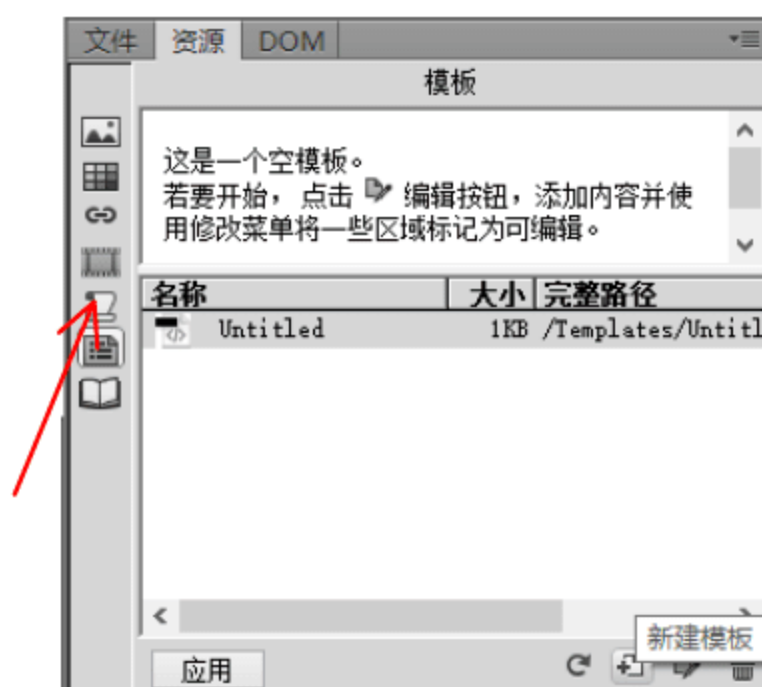 文件 资源 DOM
模板
这是一个空模板。
若要开始，点击 编辑按钮，添加内容并使
用修改菜单将一些区域标记为可编辑。
名称 大小 完整路径
Untitled 1KB /Templates/Untitl
新建模板
应用